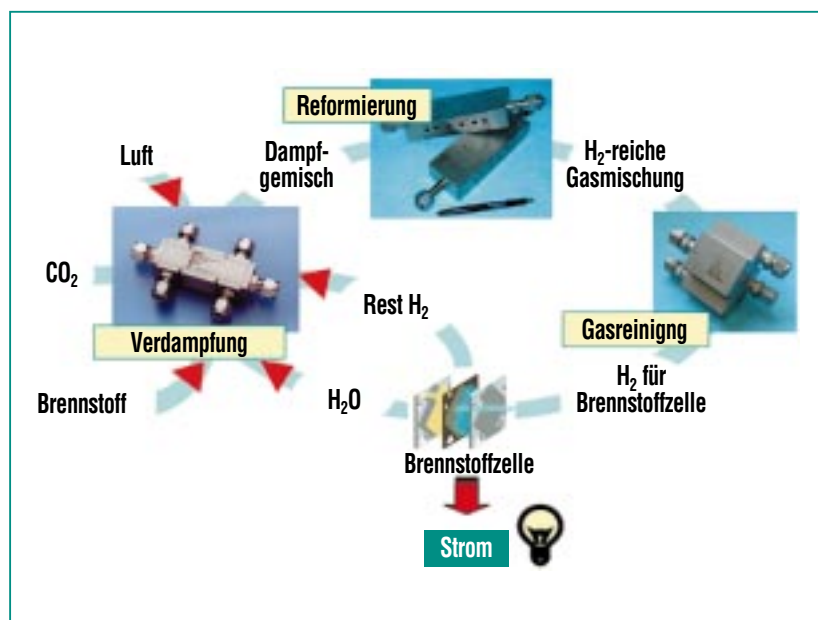 Reformierung
Luft
Dampf-
gemisch
H₂-reiche
Gasmischung
CO₂
Rest H₂
Verdampfung
Gasreinigng
Brennstoff
H₂O
H₂ für
Brennstoffzelle
Brennstoffzelle
Strom